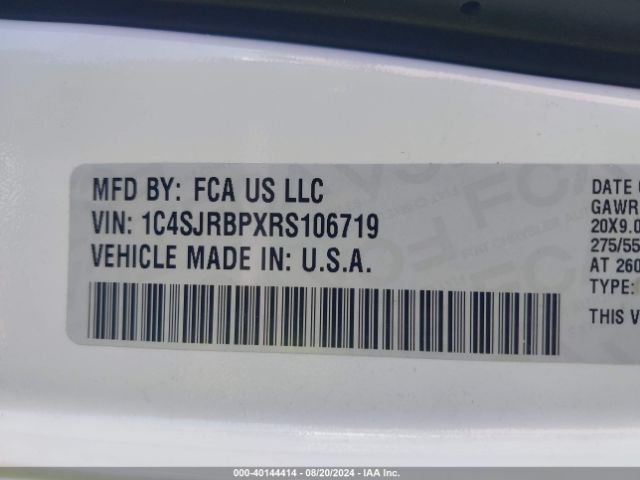 MFD BY: FCA US LLC
VIN: 1C4SJRBPXRS106719
VEHICLE MADE IN: U.S.A.
DATE
GAWR
20X9.0
275/55
AT 260
TYPE:
THIS V
000-40144414 - 08/20/2024 - IAA Inc.